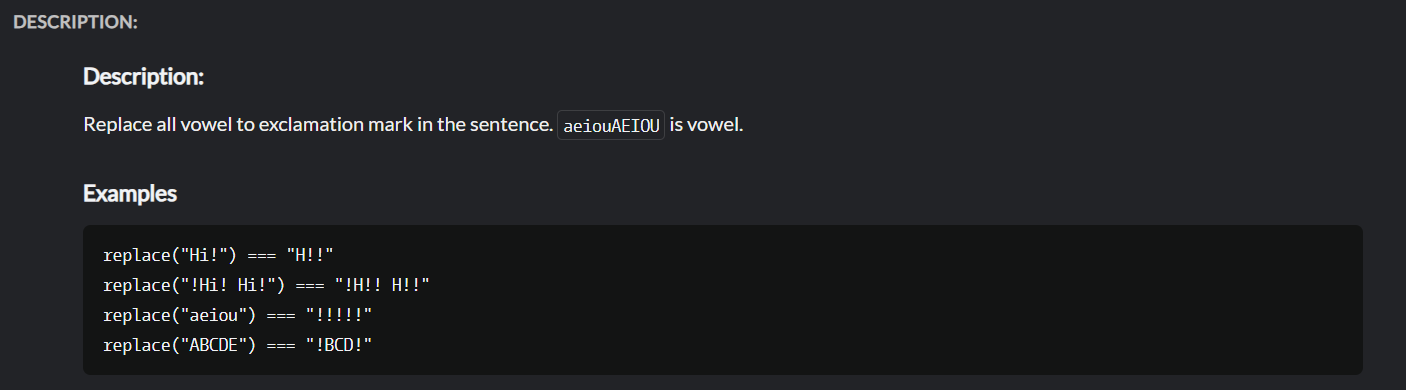 DESCRIPTION:
Description:
Replace all vowel to exclamation mark in the sentence. aeiouAEIOU is vowel.
Examples
replace("Hi!") === "H!!"
replace("!Hi! Hi!") === "!H!! H!!"
replace("aeiou") === "!!!!!"
replace("ABCDE") === "!BCD!"